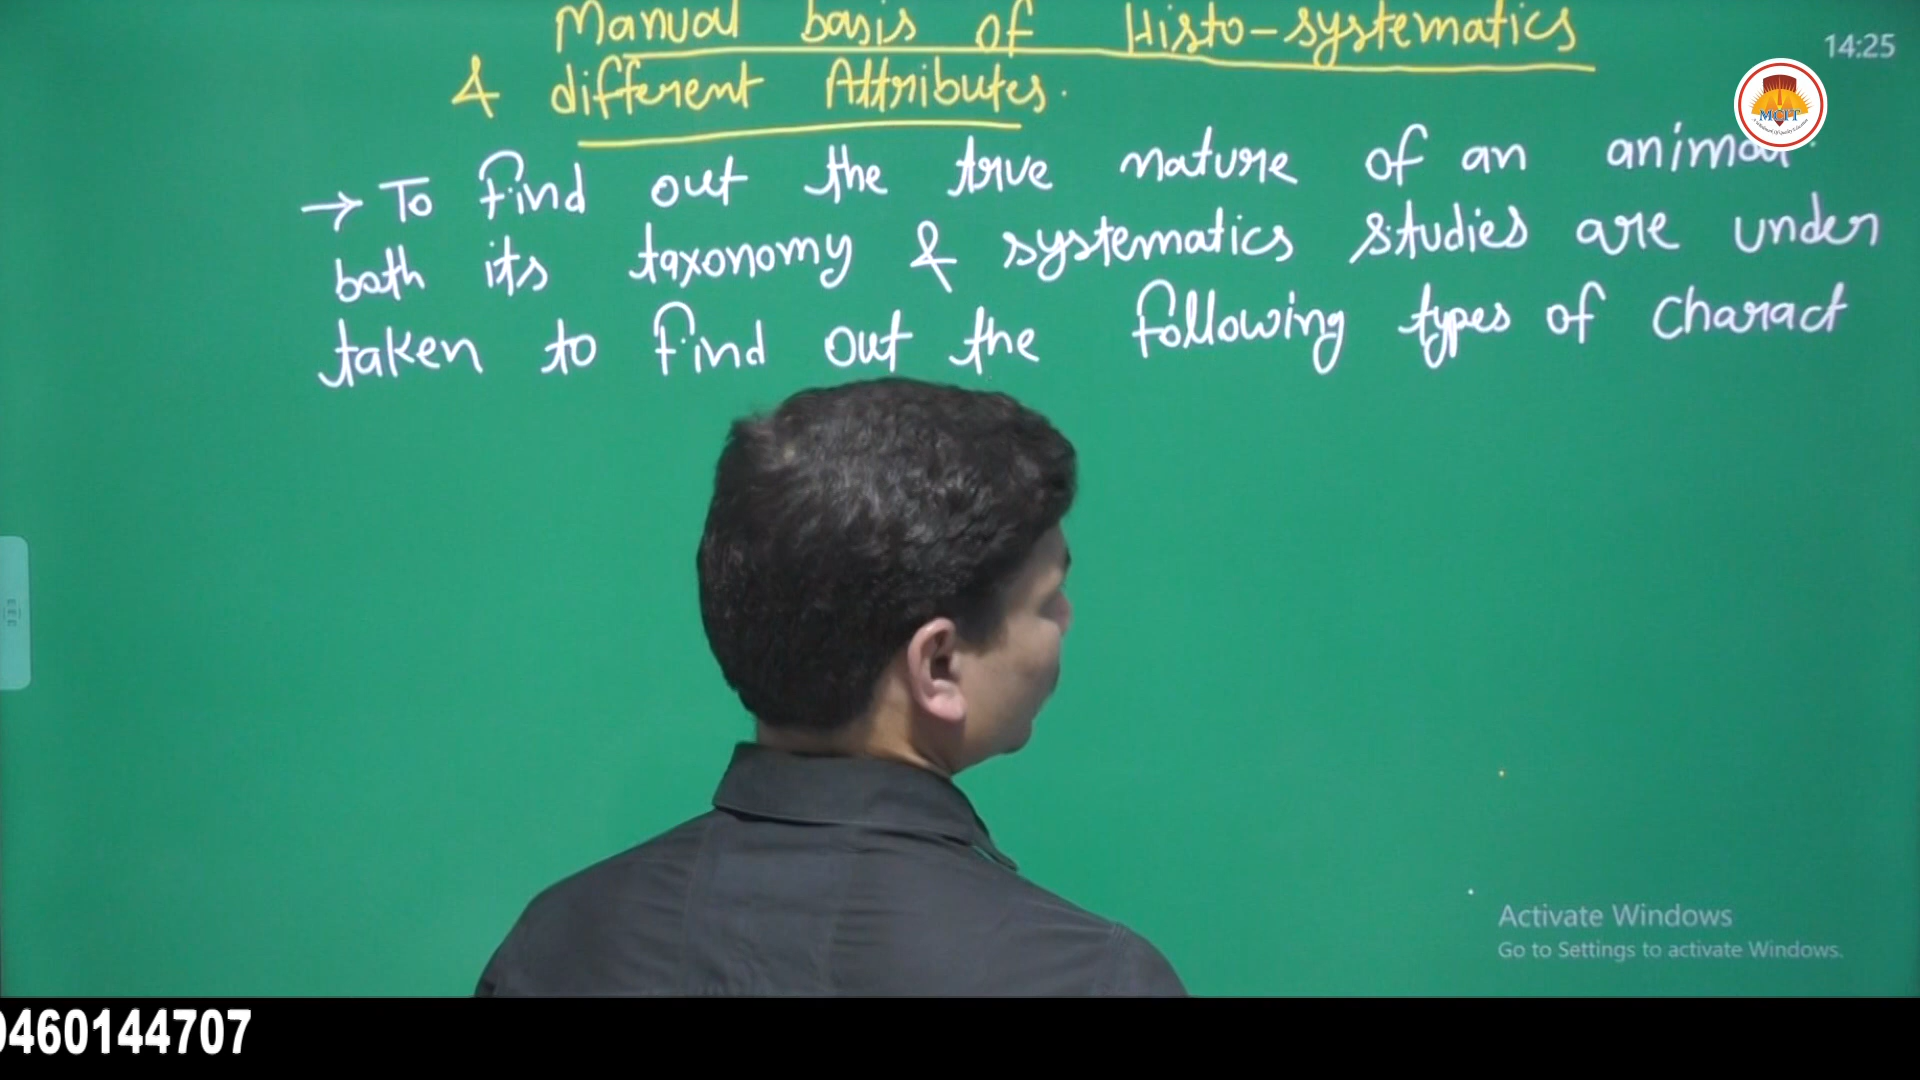 Manual basis of Histo-systematics
14:25
& different Attributes.
MCPT
→ To find out the true nature of an animal
both its taxonomy & systematics studies are under
taken to find out the following types of charact
Activate Windows
Go to Settings to activate Windows.
0460144707